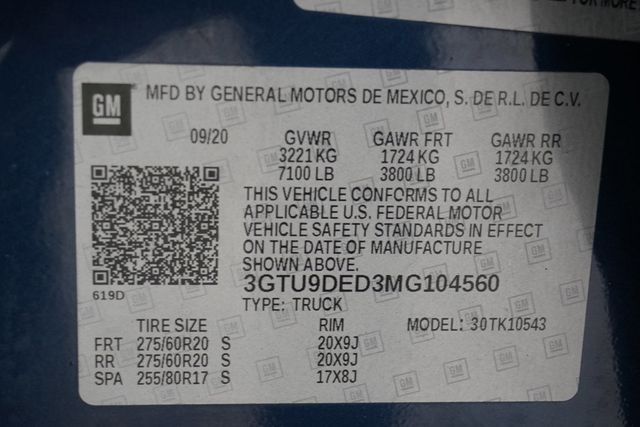 FOR MORE
GM
® MFD BY GENERAL MOTORS DE MEXICO, S. DE R.L. DE C.V.
09/20 GVWR GAWR FRT GAWR RR
3221 KG 1724 KG 1724 KG
7100 LB 3800 LB 3800 LB
THIS VEHICLE CONFORMS TO ALL
APPLICABLE U.S. FEDERAL MOTOR
VEHICLE SAFETY STANDARDS IN EFFECT
ON THE DATE OF MANUFACTURE
SHOWN ABOVE.
619D
3GTU9DED3MG104560
TYPE: TRUCK
TIRE SIZE RIM MODEL: 30TK10543
FRT 275/60R20 S 20X9J
RR 275/60R20 S 20X9J
SPA 255/80R17 S 17X8J